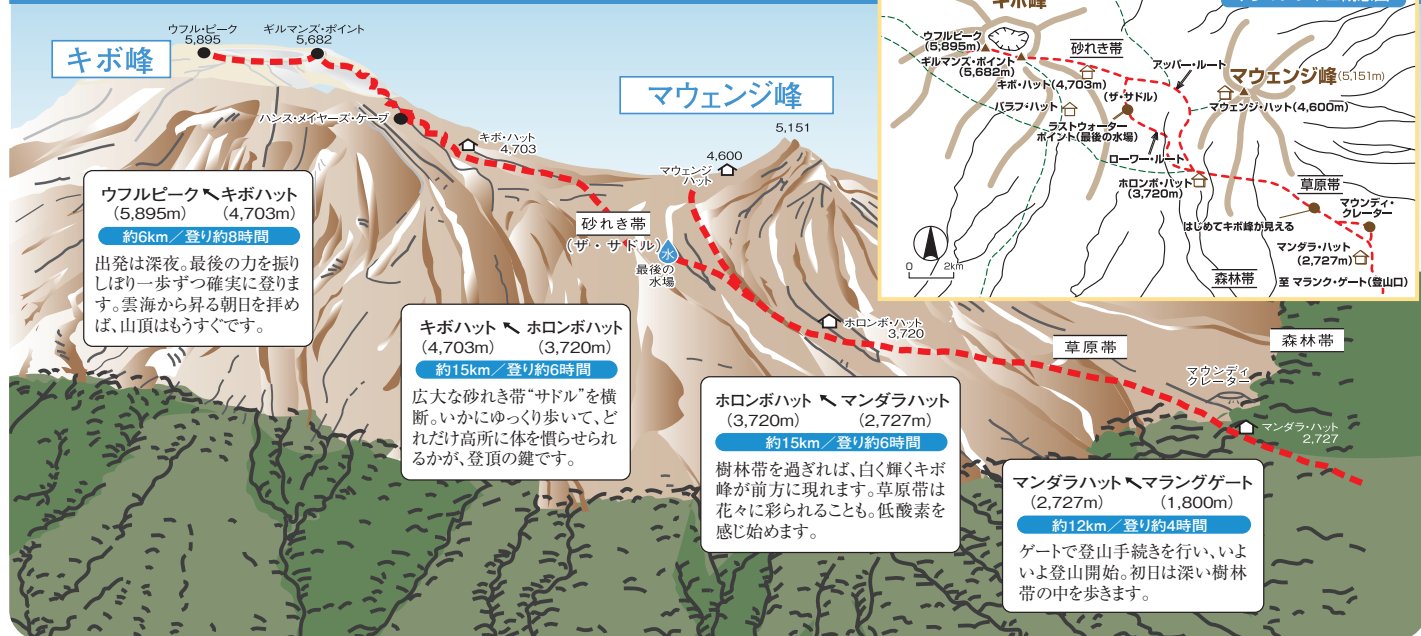 ウフル・ピーク
5,895
ギルマンズ・ポイント
5,682
キボ峰
ハンス・メイヤーズ・ケーブ
キボ・ハット
4,703
マウェンジ峰
5,151
4,600
マウェンジ
ハット
砂れき帯
(ザ・サドル)
水
最後の
水場
ホロンボ・ハット
3,720
草原帯
森林帯
マウンディ
クレーター
マンダラ・ハット
2,727
ウフルピーク↖キボハット
(5,895m) (4,703m)
約6km/登り約8時間
出発は深夜。最後の力を振り
しぼり一歩ずつ確実に登りま
す。雲海から昇る朝日を拝め
ば、山頂はもうすぐです。
キボハット ↖ ホロンボハット
(4,703m) (3,720m)
約15km/登り約6時間
広大な砂れき帯“サドル”を横
断。いかにゆっくり歩いて、ど
れだけ高所に体を慣らせられ
るかが、登頂の鍵です。
ホロンボハット ↖ マンダラハット
(3,720m) (2,727m)
約15km/登り約6時間
樹林帯を過ぎれば、白く輝くキボ
峰が前方に現れます。草原帯は
花々に彩られることも。低酸素を
感じ始めます。
マンダラハット↖マラングゲート
(2,727m) (1,800m)
約12km/登り約4時間
ゲートで登山手続きを行い、いよ
いよ登山開始。初日は深い樹林
帯の中を歩きます。
キボ峰
ウフルピーク
(5,895m)
ギルマンズ・ポイント
(5,682m)
砂れき帯
キボ・ハット(4,703m)
アッパー・ルート
マウェンジ峰(5,151m)
マウェンジ・ハット(4,600m)
バラフ・ハット
(ザ・サドル)
ラストウォーター
ポイント(最後の水場)
ローワー・ルート
ホロンボ・ハット
(3,720m)
草原帯
はじめてキボ峰が見える
マウンディ・
クレーター
マンダラ・ハット
(2,727m)
森林帯
至 マランク・ゲート(登山口)
0 2km